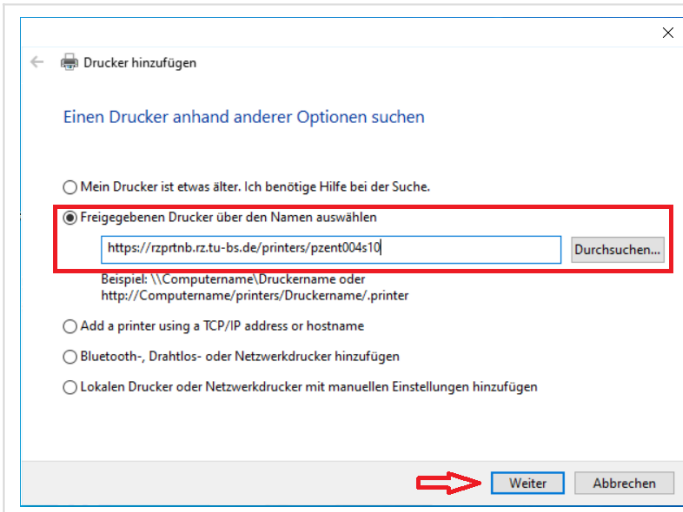 Drucker hinzufügen
Einen Drucker anhand anderer Optionen suchen
Mein Drucker ist etwas älter. Ich benötige Hilfe bei der Suche.
Freigegebenen Drucker über den Namen auswählen
https://rzprtnb.rz.tu-bs.de/printers/pzent004s10
Durchsuchen...
Beispiel: \\Computername\Druckername oder
http://Computername/printers/Druckername/.printer
Add a printer using a TCP/IP address or hostname
Bluetooth-, Drahtlos- oder Netzwerkdrucker hinzufügen
Lokalen Drucker oder Netzwerkdrucker mit manuellen Einstellungen hinzufügen
Weiter
Abbrechen